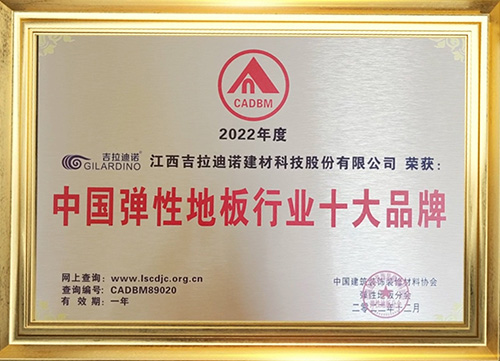 CADBM
2022年度
吉拉迪诺 GILARDINO 江西吉拉迪诺建材科技股份有限公司 荣获：
中国弹性地板行业十大品牌
网上查询：www.lscdjc.org.cn
查询编号：CADBM89020
有 效 期：一年
中国建筑装饰装修材料协会
弹性地板分会
二〇二二年十二月